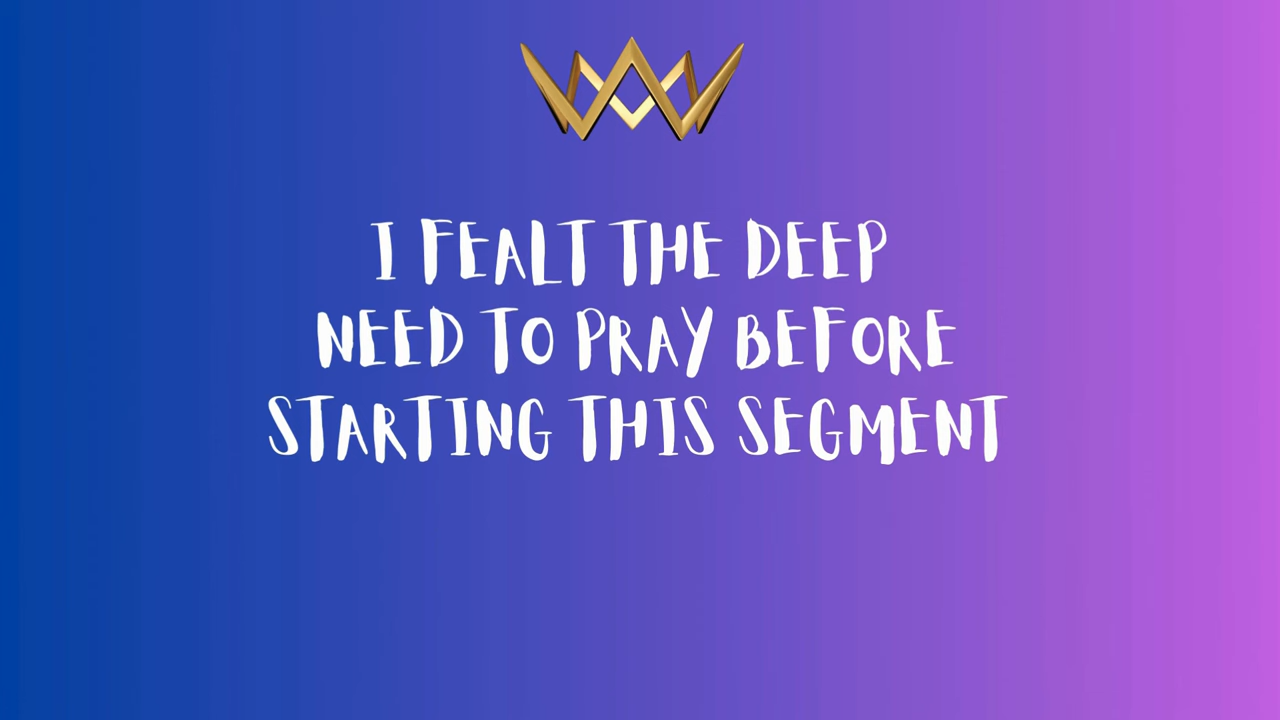 I FEALT THE DEEP
NEED TO PRAY BEFORE
STARTING THIS SEGMENT